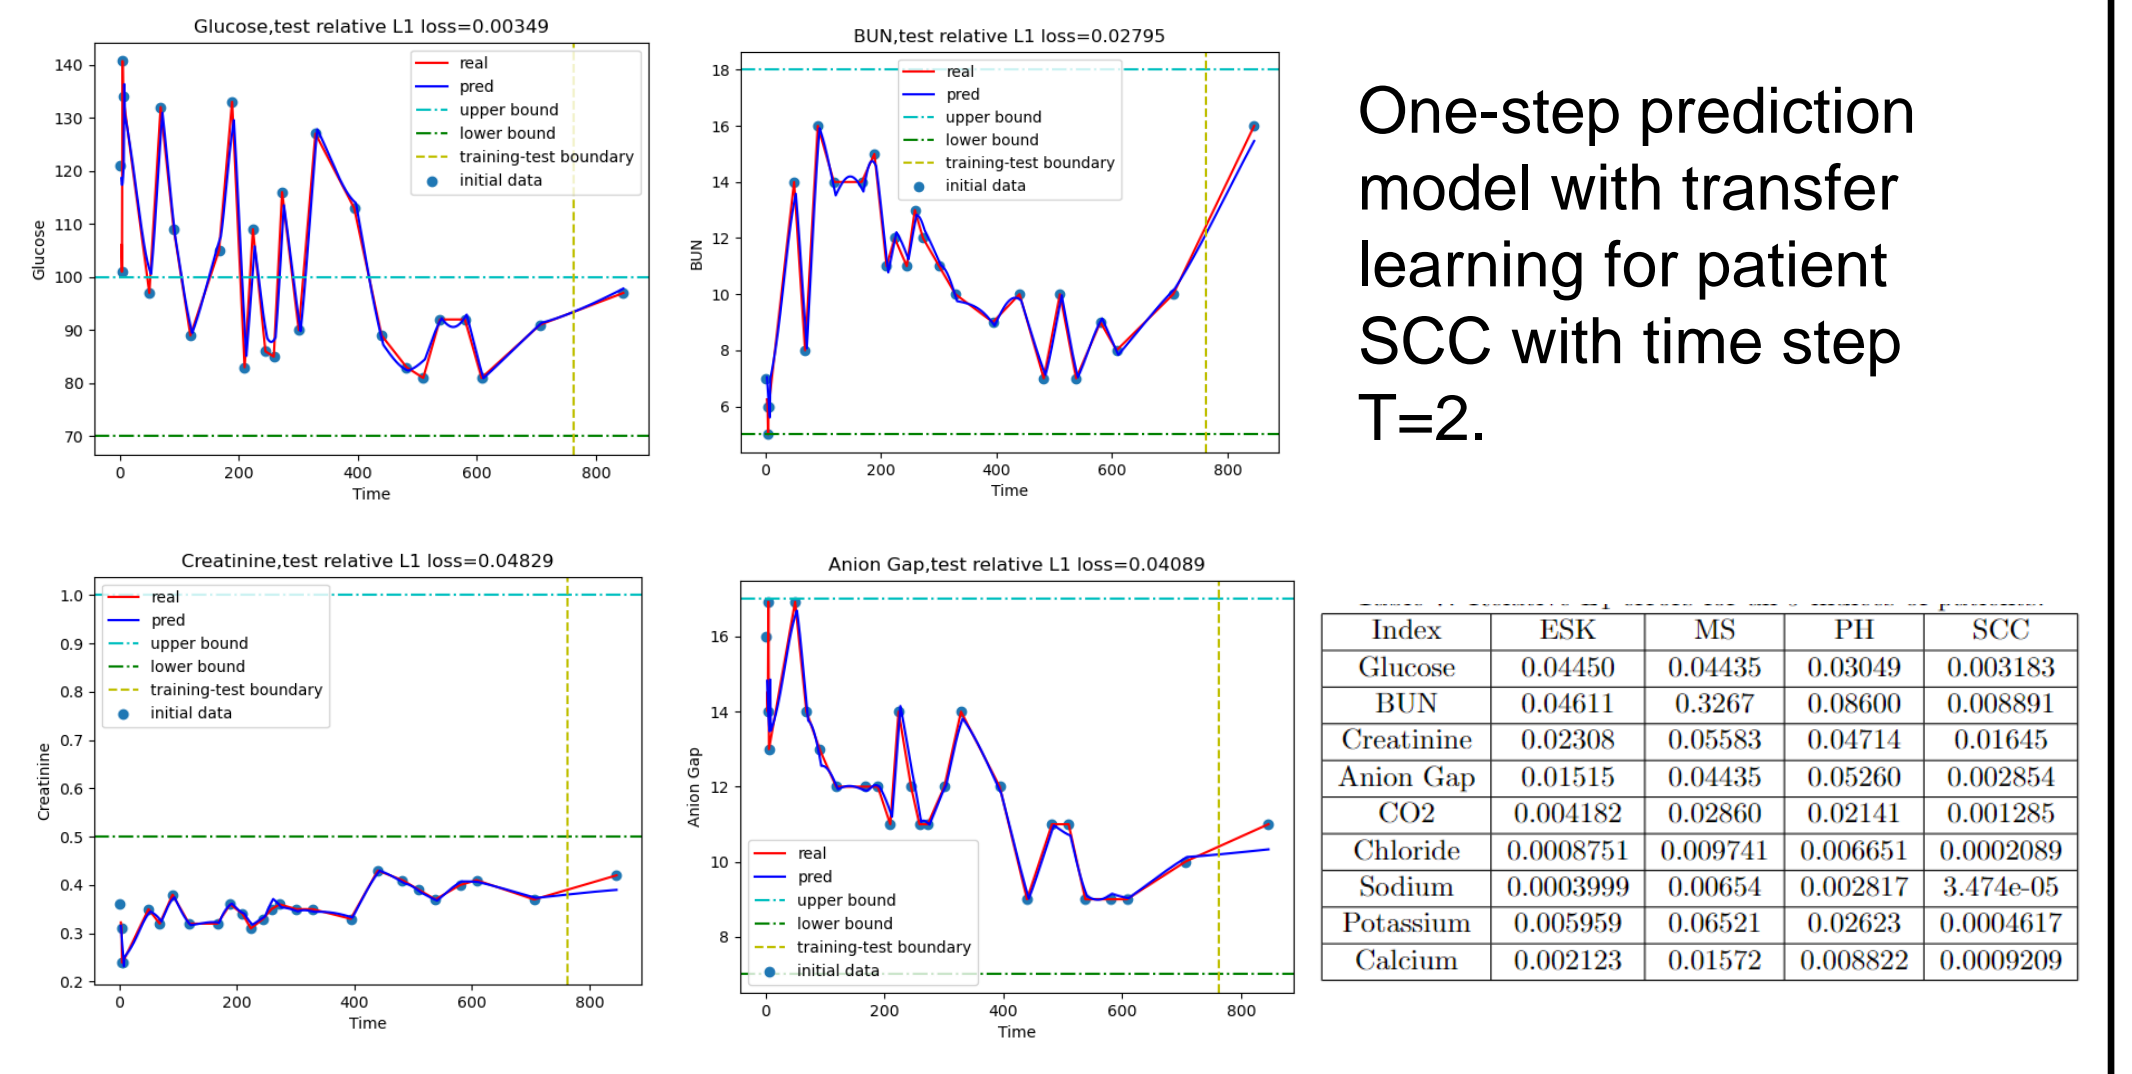 Glucose,test relative L1 loss=0.00349
140
130
120
110
100
90
80
70
Glucose
real
pred
upper bound
lower bound
training-test boundary
initial data
0 200 400 600 800
Time
BUN,test relative L1 loss=0.02795
18
16
14
12
10
8
6
BUN
real
pred
upper bound
lower bound
training-test boundary
initial data
0 200 400 600 800
Time
One-step prediction
model with transfer
learning for patient
SCC with time step
T=2.
Creatinine,test relative L1 loss=0.04829
1.0
0.9
0.8
0.7
0.6
0.5
0.4
0.3
0.2
Creatinine
real
pred
upper bound
lower bound
training-test boundary
initial data
0 200 400 600 800
Time
Anion Gap,test relative L1 loss=0.04089
16
14
12
10
8
Anion Gap
real
pred
upper bound
lower bound
training-test boundary
initial data
0 200 400 600 800
Time
Index ESK MS PH SCC
Glucose 0.04450 0.04435 0.03049 0.003183
BUN 0.04611 0.3267 0.08600 0.008891
Creatinine 0.02308 0.05583 0.04714 0.01645
Anion Gap 0.01515 0.04435 0.05260 0.002854
CO2 0.004182 0.02860 0.02141 0.001285
Chloride 0.0008751 0.009741 0.006651 0.0002089
Sodium 0.0003999 0.00654 0.002817 3.474e-05
Potassium 0.005959 0.06521 0.02623 0.0004617
Calcium 0.002123 0.01572 0.008822 0.0009209